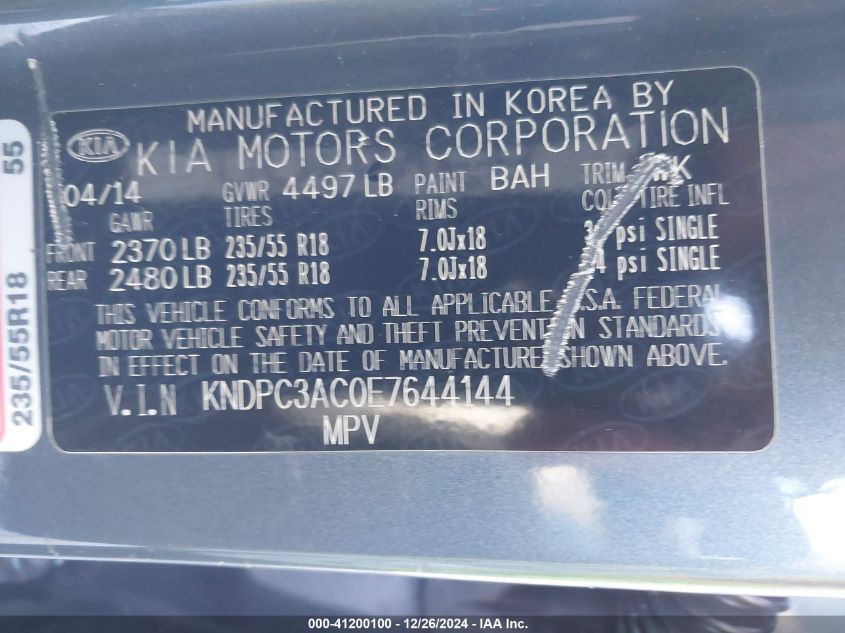 MANUFACTURED IN KOREA BY
KIA KIA MOTORS CORPORATION
04/14 GVWR 4497 LB PAINT BAH TRIM WK
GAWR TIRES RIMS TIRE INFL
FRONT 2370 LB 235/55 R18 7.0Jx18 psi SINGLE
REAR 2480 LB 235/55 R18 7.0Jx18 psi SINGLE
THIS VEHICLE CONFORMS TO ALL APPLICABLE U.S.A. FEDERAL
MOTOR VEHICLE SAFETY AND THEFT PREVENTION STANDARDS
IN EFFECT ON THE DATE OF MANUFACTURE SHOWN ABOVE.
V.I.N KNDPC3AC0E7644144
MPV
235/55R18 55
000-41200100 - 12/26/2024 - IAA Inc.